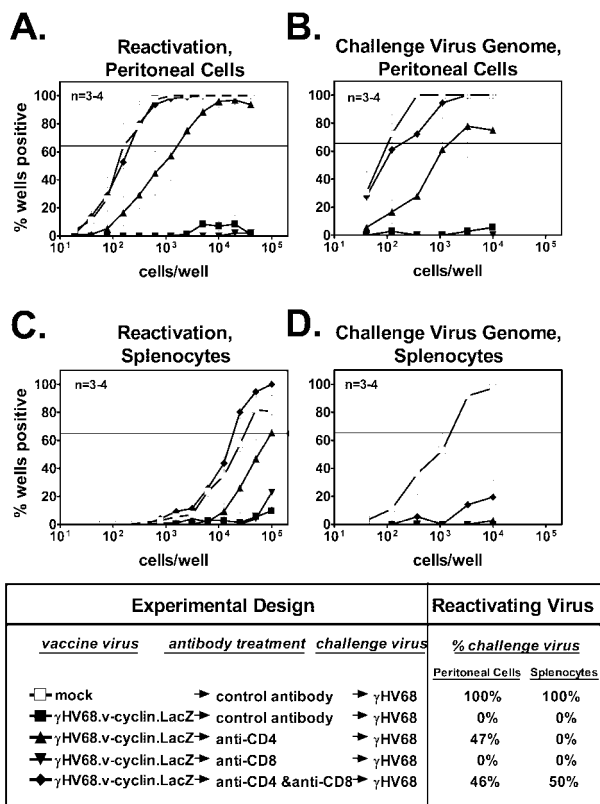 A.
Reactivation,
Peritoneal Cells
n=3-4
% wells positive
100
80
60
40
20
0
10¹ 10² 10³ 10⁴ 10⁵
cells/well
B.
Challenge Virus Genome,
Peritoneal Cells
n=3-4
100
80
60
40
20
0
10¹ 10² 10³ 10⁴ 10⁵
cells/well
C.
Reactivation,
Splenocytes
n=3-4
% wells positive
100
80
60
40
20
0
10¹ 10² 10³ 10⁴ 10⁵
cells/well
D.
Challenge Virus Genome,
Splenocytes
n=3-4
100
80
60
40
20
0
10¹ 10² 10³ 10⁴ 10⁵
cells/well
Experimental Design Reactivating Virus
vaccine virus antibody treatment challenge virus % challenge virus
Peritoneal Cells Splenocytes
mock control antibody γHV68 100% 100%
γHV68.v-cyclin.LacZ control antibody γHV68 0% 0%
γHV68.v-cyclin.LacZ anti-CD4 γHV68 47% 0%
γHV68.v-cyclin.LacZ anti-CD8 γHV68 0% 0%
γHV68.v-cyclin.LacZ anti-CD4 &anti-CD8 γHV68 46% 50%